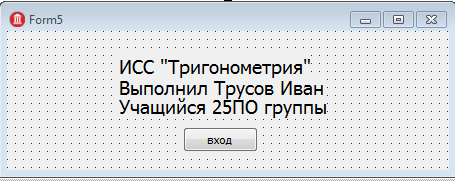 Form5
ИСС "Тригонометрия"
Выполнил Трусов Иван
Учащийся 25ПО группы
вход